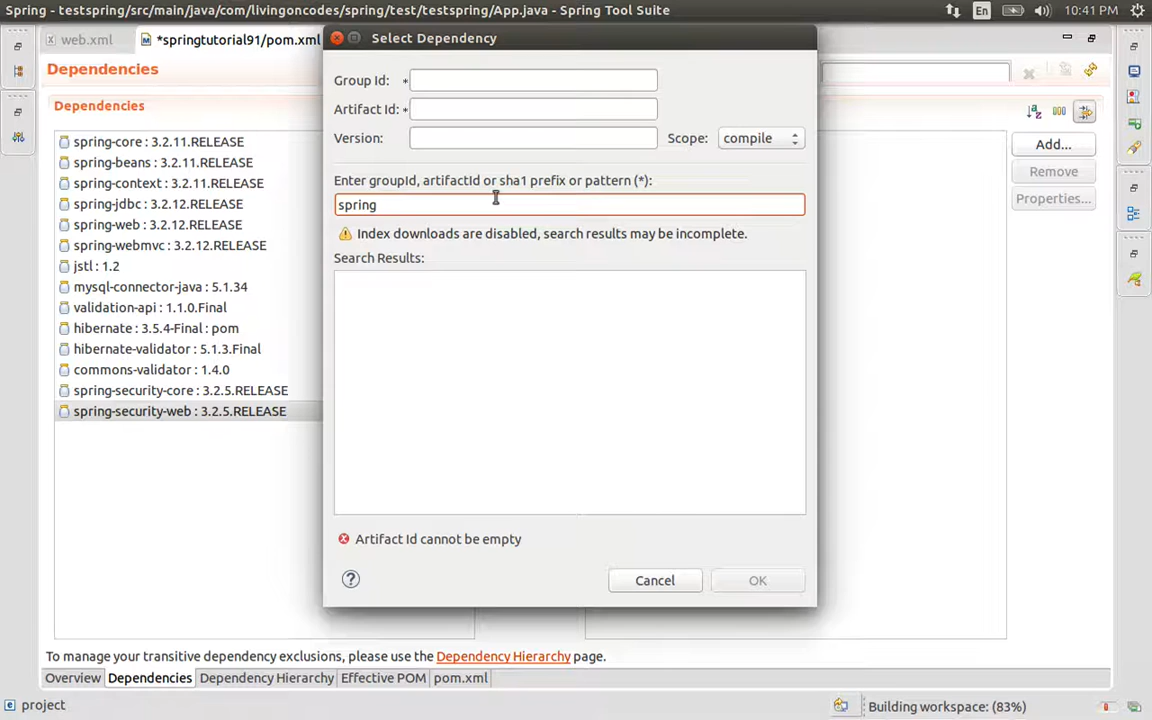 Spring - testspring/src/main/java/com/livingoncodes/spring/test/testspring/App.java - Spring Tool Suite
En
10:41 PM
web.xml
*springtutorial91/pom.xml
Select Dependency
Dependencies
Dependencies
spring-core : 3.2.11.RELEASE
spring-beans : 3.2.11.RELEASE
spring-context : 3.2.11.RELEASE
spring-jdbc : 3.2.12.RELEASE
spring-web : 3.2.12.RELEASE
spring-webmvc : 3.2.12.RELEASE
jstl : 1.2
mysql-connector-java : 5.1.34
validation-api : 1.1.0.Final
hibernate : 3.5.4-Final : pom
hibernate-validator : 5.1.3.Final
commons-validator : 1.4.0
spring-security-core : 3.2.5.RELEASE
spring-security-web : 3.2.5.RELEASE
Group Id: *
Artifact Id: *
Version:
Scope: compile
Enter groupId, artifactId or sha1 prefix or pattern (*):
spring
Index downloads are disabled, search results may be incomplete.
Search Results:
Artifact Id cannot be empty
Cancel
OK
Add...
Remove
Properties...
To manage your transitive dependency exclusions, please use the Dependency Hierarchy page.
Overview Dependencies Dependency Hierarchy Effective POM pom.xml
project
Building workspace: (83%)